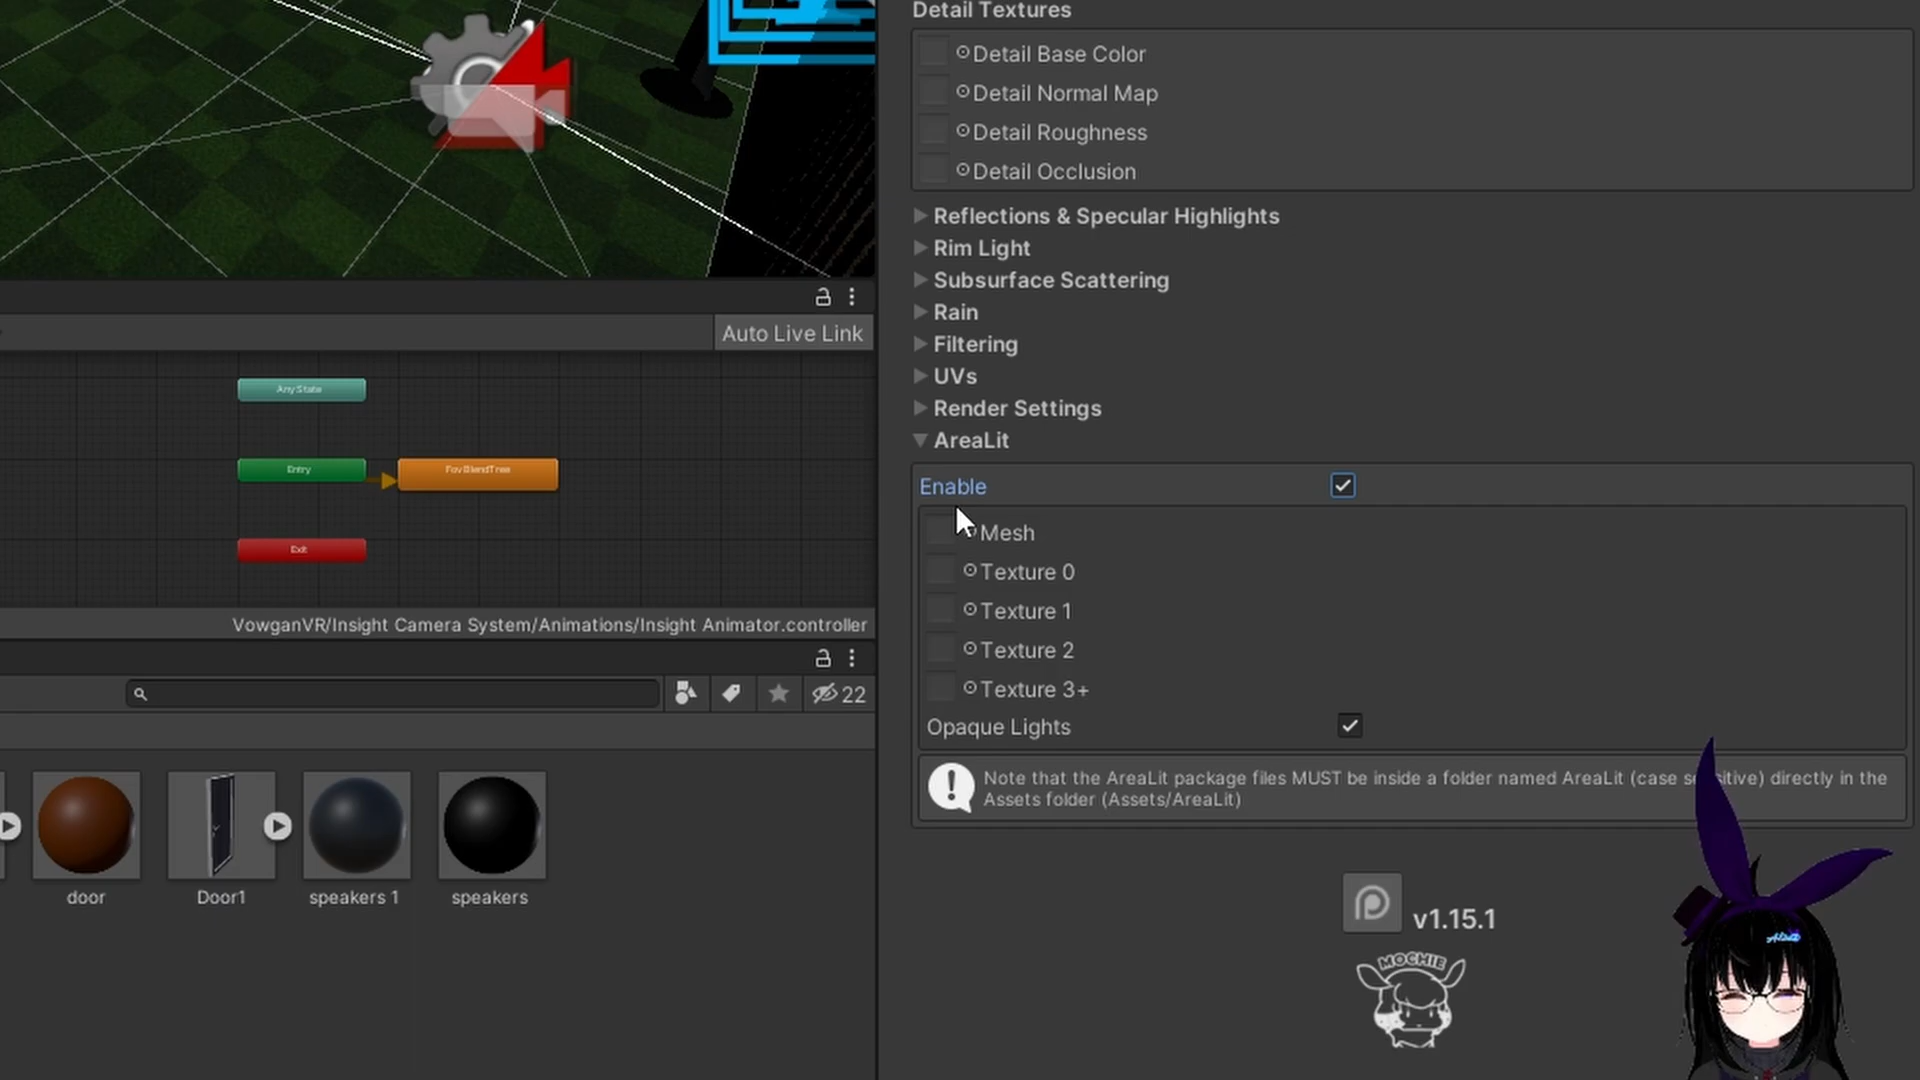 Detail Textures
Detail Base Color
Detail Normal Map
Detail Roughness
Detail Occlusion
Reflections & Specular Highlights
Rim Light
Subsurface Scattering
Rain
Filtering
UVs
Render Settings
AreaLit
Enable
Mesh
Texture 0
Texture 1
Texture 2
Texture 3+
Opaque Lights
Note that the AreaLit package files MUST be inside a folder named AreaLit (case directly in the
Assets folder (Assets/AreaLit)
v1.15.1
MOCHIE
Auto Live Link
Any State
Entry
FovBlendTree
Exit
VowganVR/Insight Camera System/Animations/Insight Animator.controller
22
door
Door1
speakers 1
speakers